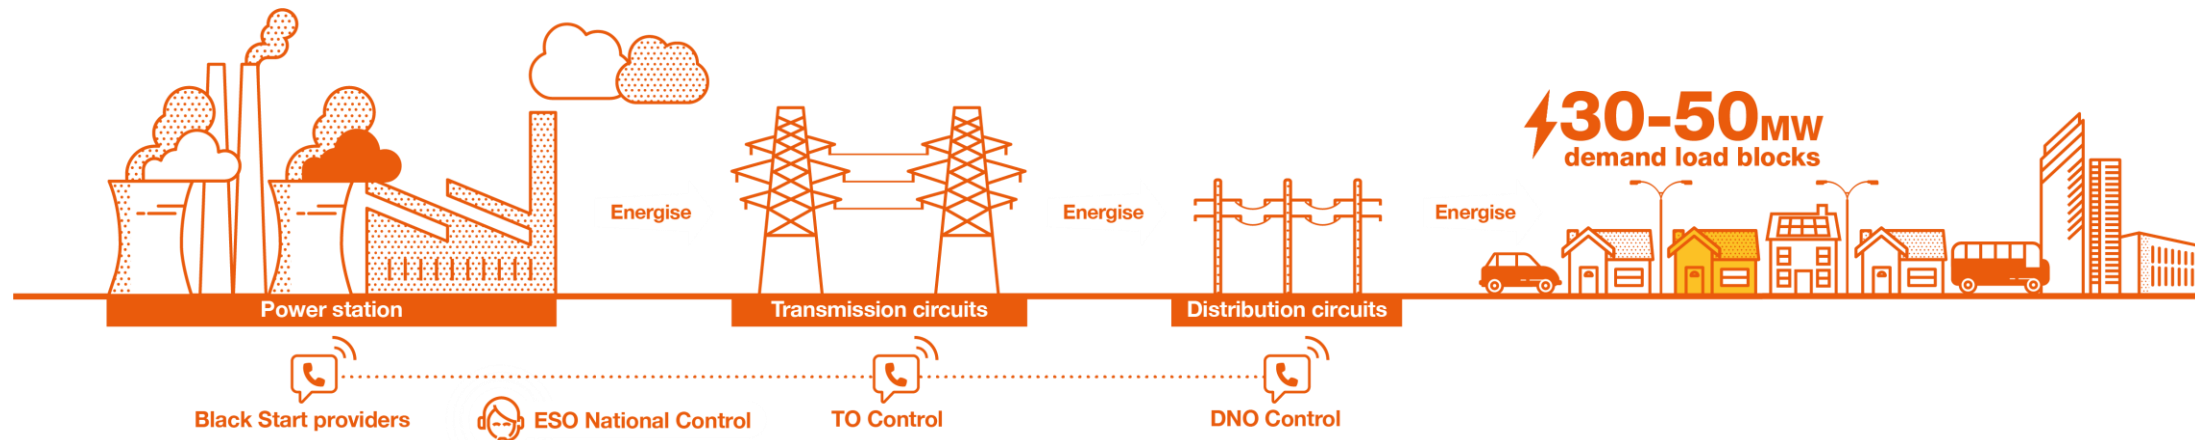 30-50MW
demand load blocks
Energise
Energise
Energise
Power station
Transmission circuits
Distribution circuits
Black Start providers
ESO National Control
TO Control
DNO Control